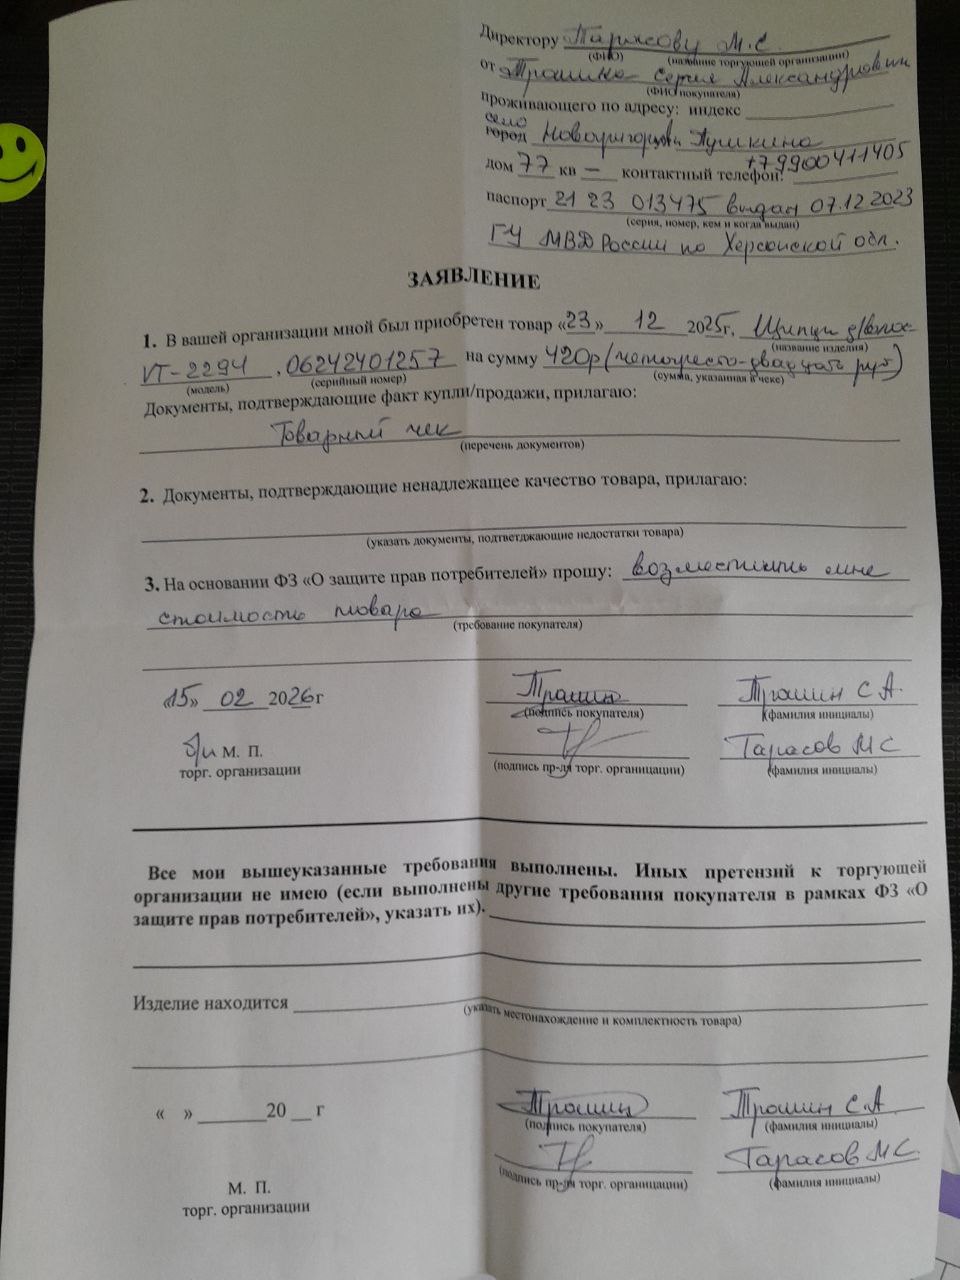 Директору Тарасову М.С.
(ФИО) (название торгующей организации)
от Трошина Сергея Александрович
(ФИО покупателя)
проживающего по адресу: индекс
село
город Пушкина
+79900411405
дом 77 кв — контактный телефон:
паспорт 21 23 013475 выдан 07.12.2023
(серия, номер, кем и когда выдан)
ГУ МВД России по Херсонской обл.
ЗАЯВЛЕНИЕ
1. В вашей организации мной был приобретен товар «23» 12 2025г, Щипцы д/волос
(название изделия)
VT-2294, 06242401257 на сумму 420р (четыреста двадцать руб)
(модель) (серийный номер) (сумма, указанная в чеке)
Документы, подтверждающие факт купли/продажи, прилагаю:
Товарный чек
(перечень документов)
2. Документы, подтверждающие ненадлежащее качество товара, прилагаю:
(указать документы, подтветджающие недостатки товара)
3. На основании ФЗ «О защите прав потребителей» прошу: возместить мне
стоимость товара
(требование покупателя)
«15» 02 2026г Трошин Трошин С А.
(подпись покупателя) (фамилия инициалы)
М. П. Тарасов МС
торг. организации (подпись пр-ля торг. органицации) (фамилия инициалы)
Все мои вышеуказанные требования выполнены. Иных претензий к торгующей
организации не имею (если выполнены другие требования покупателя в рамках ФЗ «О
защите прав потребителей», указать их).
Изделие находится
(указать местонахождение и комплектность товара)
« » 20 г Трошин Трошин С.А.
(подпись покупателя) (фамилия инициалы)
Тарасов МС.
М. П. (подпись пр-ля торг. органицации) (фамилия инициалы)
торг. организации